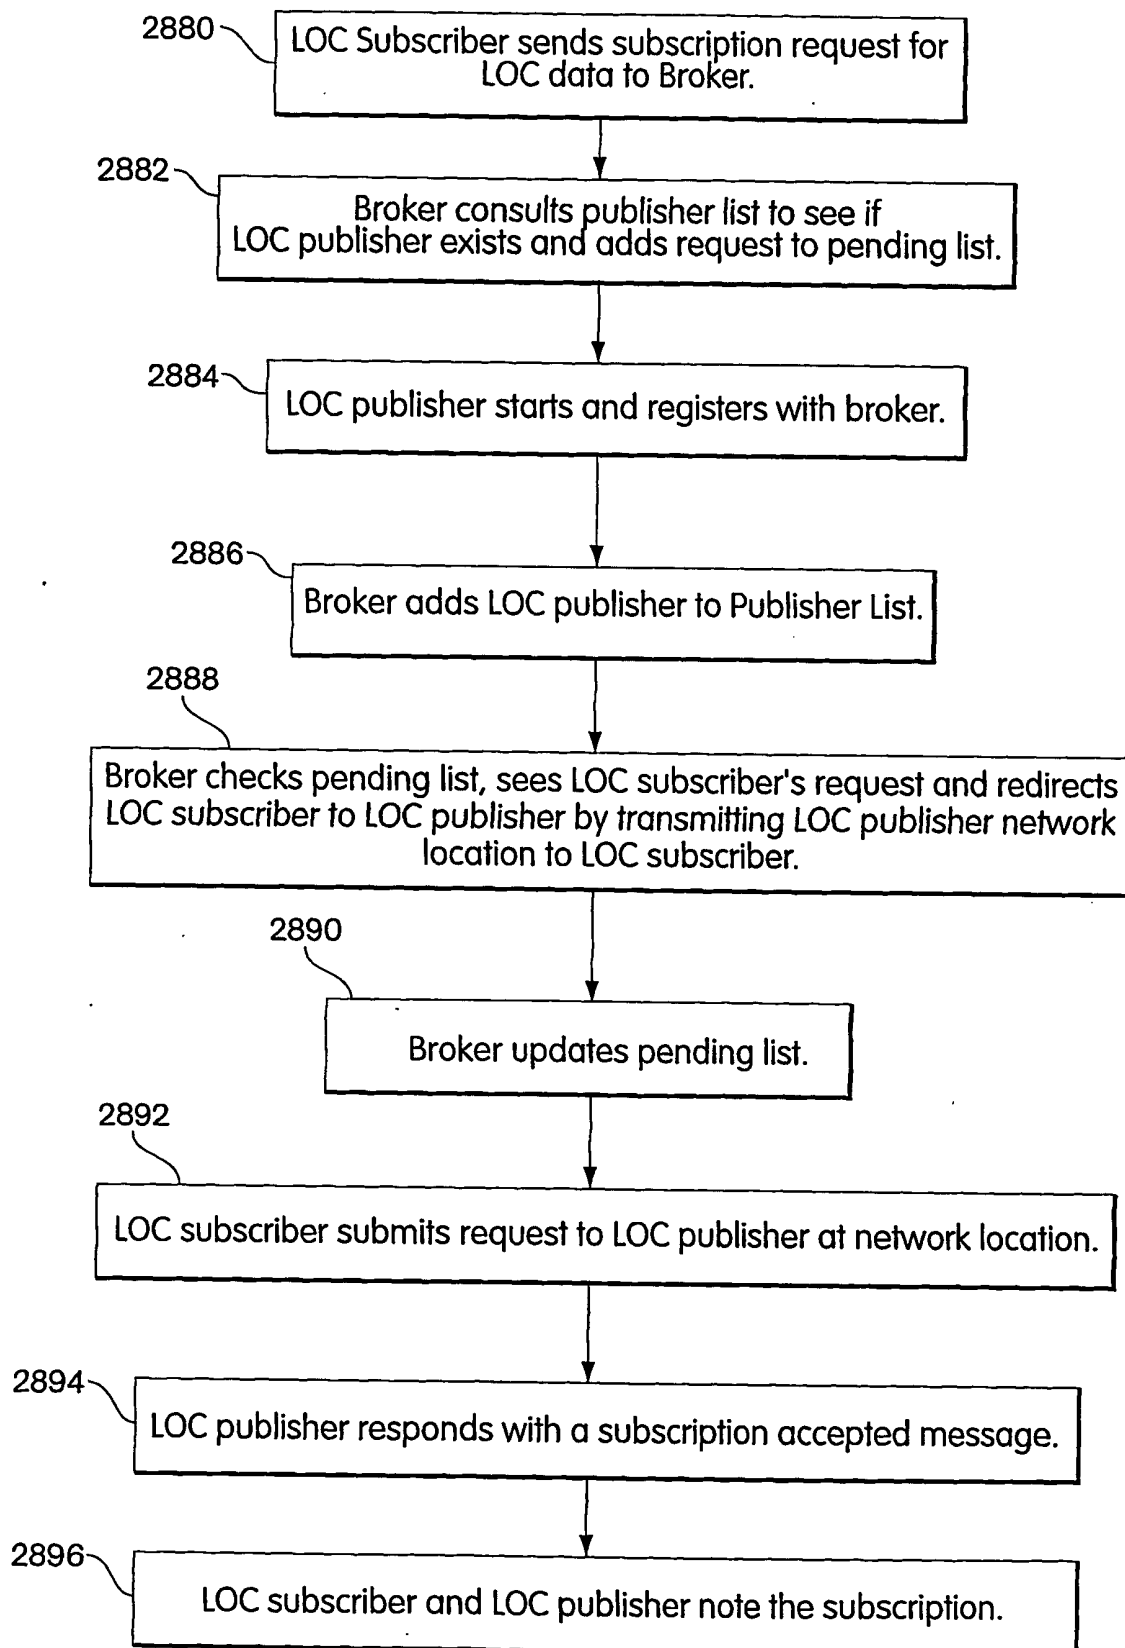 2880
LOC Subscriber sends subscription request for
LOC data to Broker.
2882
Broker consults publisher list to see if
LOC publisher exists and adds request to pending list.
2884
LOC publisher starts and registers with broker.
2886
Broker adds LOC publisher to Publisher List.
2888
Broker checks pending list, sees LOC subscriber's request and redirects
LOC subscriber to LOC publisher by transmitting LOC publisher network
location to LOC subscriber.
2890
Broker updates pending list.
2892
LOC subscriber submits request to LOC publisher at network location.
2894
LOC publisher responds with a subscription accepted message.
2896
LOC subscriber and LOC publisher note the subscription.